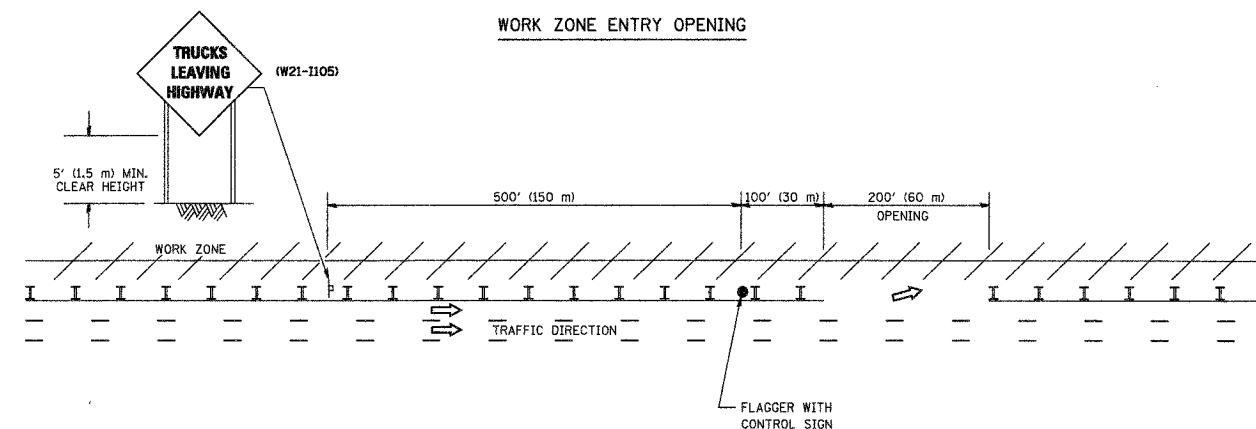 WORK ZONE ENTRY OPENING
TRUCKS
LEAVING
HIGHWAY
(W21-I105)
5' (1.5 m) MIN.
CLEAR HEIGHT
500' (150 m)
100' (30 m)
200' (60 m)
OPENING
WORK ZONE
TRAFFIC DIRECTION
FLAGGER WITH
CONTROL SIGN